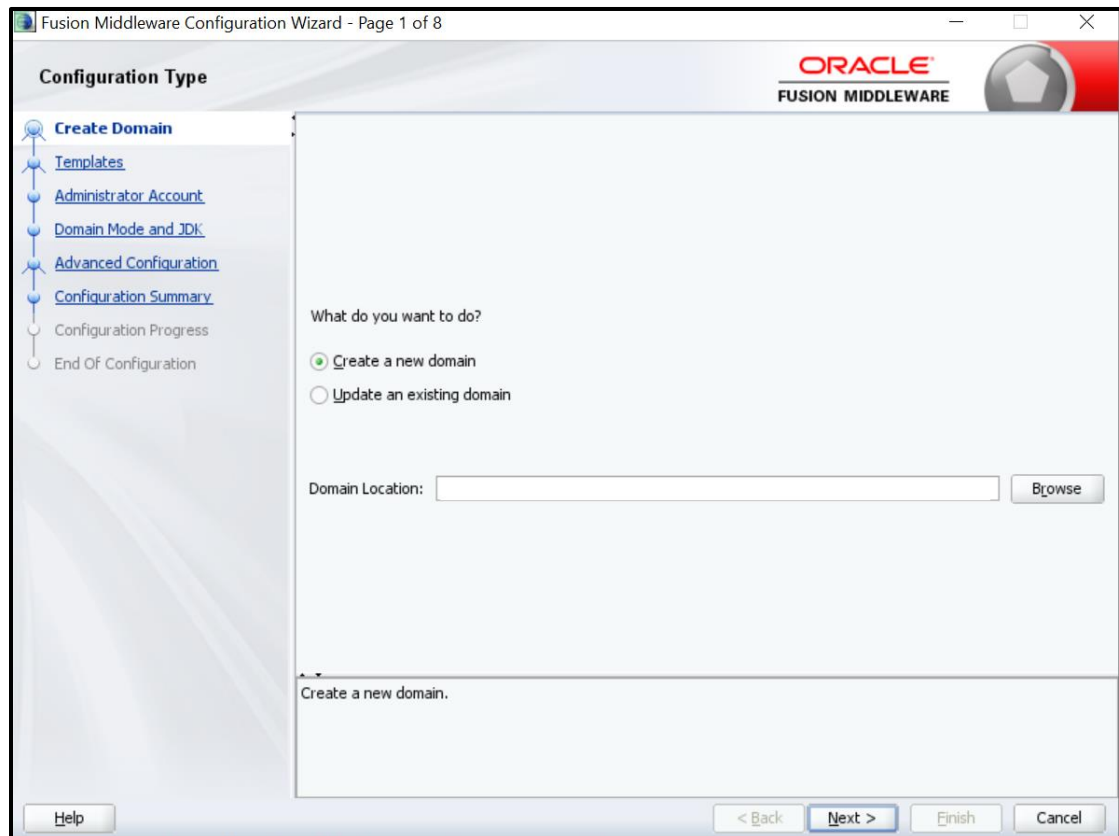 Fusion Middleware Configuration Wizard - Page 1 of 8
Configuration Type
ORACLE
FUSION MIDDLEWARE
Create Domain
Templates
Administrator Account
Domain Mode and JDK
Advanced Configuration
Configuration Summary
Configuration Progress
End Of Configuration
What do you want to do?
Create a new domain
Update an existing domain
Domain Location:
Browse
Create a new domain.
Help
< Back
Next >
Finish
Cancel